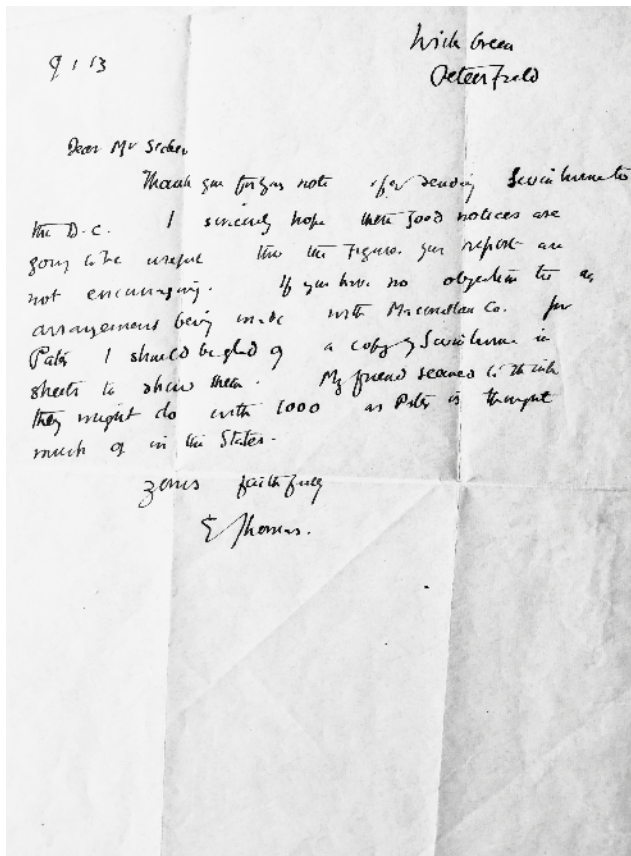 9 1 13
Wick Green
Petersfield
Dear Mr Secker
Thank you for your note & for sending Swinburne to
the D.C. I sincerely hope these good notices are
going to be useful tho the figures you report are
not encouraging. If you have no objection to an
arrangement being made with Macmillan Co. for
Pater I should be glad of a copy of Swinburne in
sheets to show them. My friend seemed to think
they might do with 1000 as Pater is thought
much of in the States.
Yours faithfully
E Thomas.